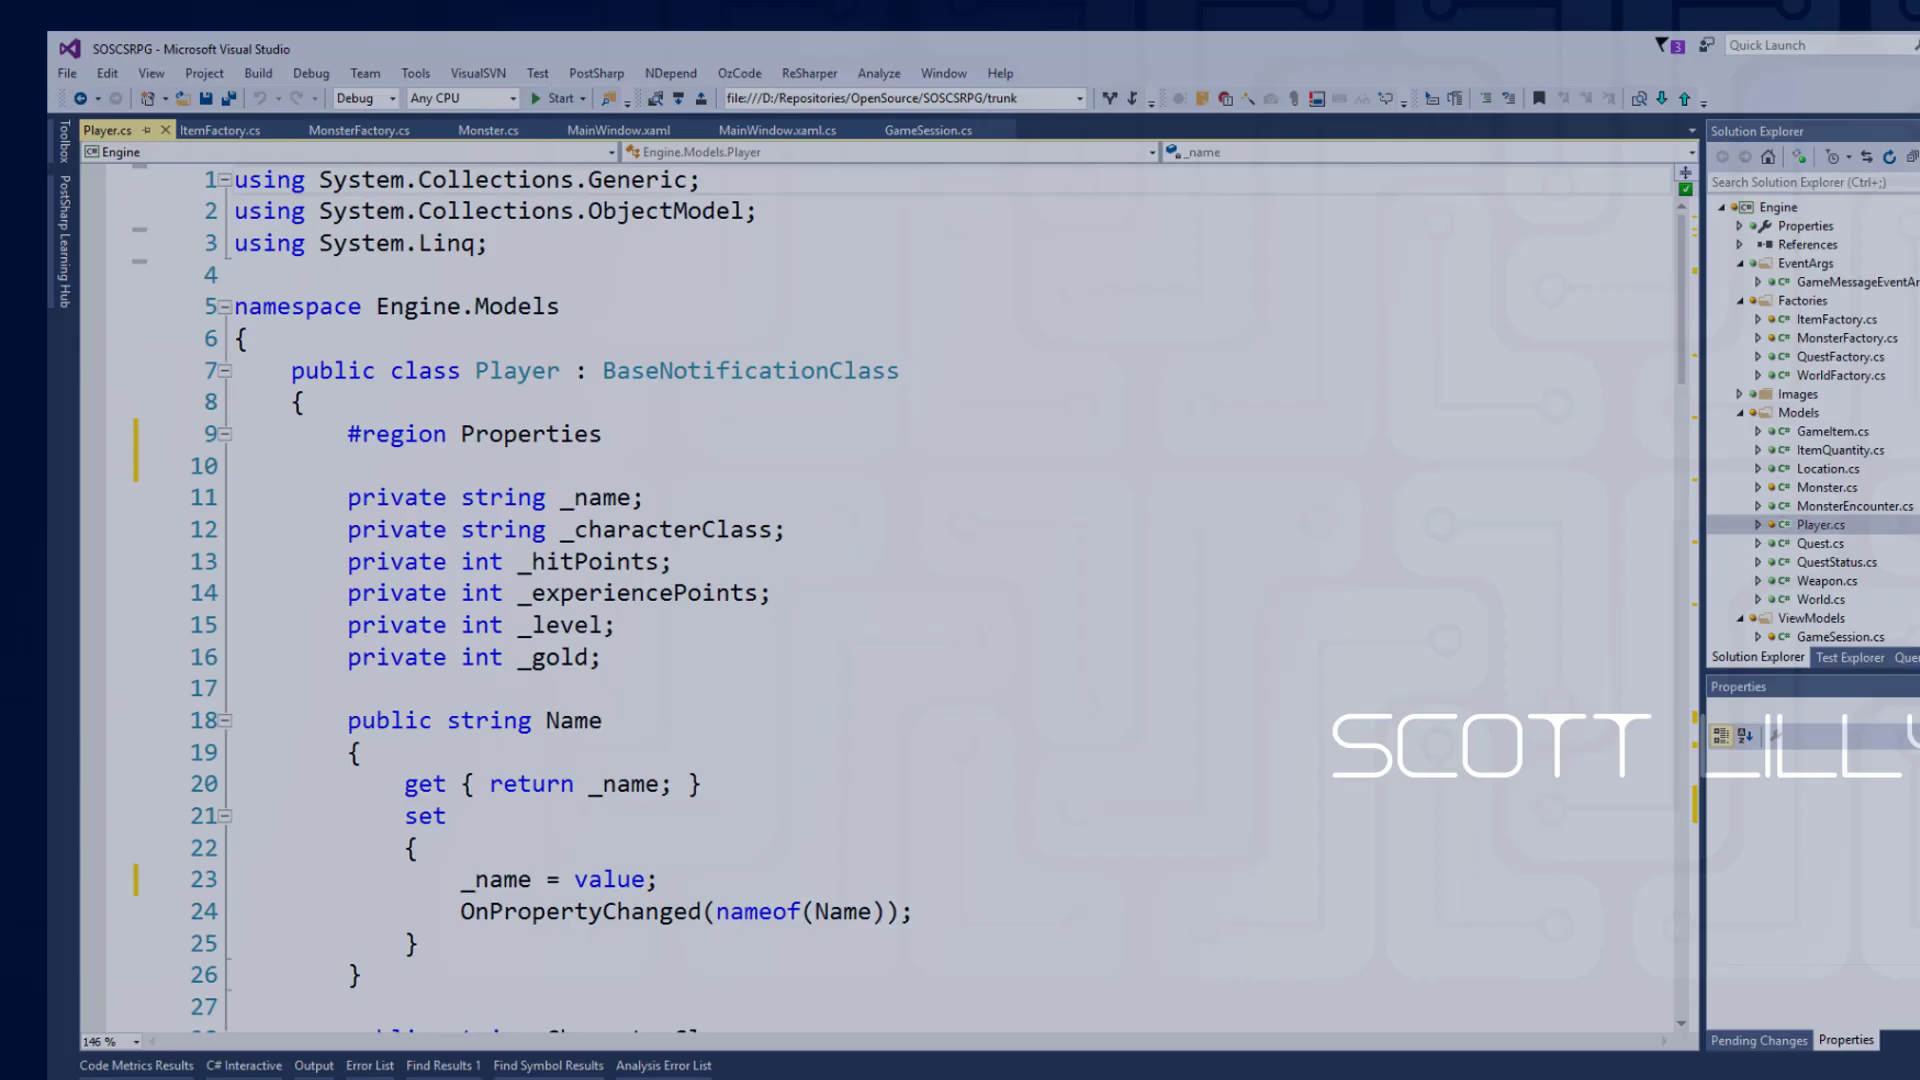 SOSCSRPG - Microsoft Visual Studio
3
Quick Launch
File Edit View Project Build Debug Team Tools VisualSVN Test PostSharp NDepend OzCode ReSharper Analyze Window Help
Debug Any CPU Start file:///D:/Repositories/OpenSource/SOSCSRPG/trunk
Toolbox
PostSharp Learning Hub
Player.cs ItemFactory.cs MonsterFactory.cs Monster.cs MainWindow.xaml MainWindow.xaml.cs GameSession.cs
Engine Engine.Models.Player _name
1 using System.Collections.Generic;
2 using System.Collections.ObjectModel;
3 using System.Linq;
4
5 namespace Engine.Models
6 {
7 public class Player : BaseNotificationClass
8 {
9 #region Properties
10
11 private string _name;
12 private string _characterClass;
13 private int _hitPoints;
14 private int _experiencePoints;
15 private int _level;
16 private int _gold;
17
18 public string Name
19 {
20 get { return _name; }
21 set
22 {
23 _name = value;
24 OnPropertyChanged(nameof(Name));
25 }
26 }
27
146 %
Code Metrics Results C# Interactive Output Error List Find Results 1 Find Symbol Results Analysis Error List
Solution Explorer
Search Solution Explorer (Ctrl+;)
C# Engine
Properties
References
EventArgs
C# GameMessageEventAr
Factories
C# ItemFactory.cs
C# MonsterFactory.cs
C# QuestFactory.cs
C# WorldFactory.cs
Images
Models
C# GameItem.cs
C# ItemQuantity.cs
C# Location.cs
C# Monster.cs
C# MonsterEncounter.cs
C# Player.cs
C# Quest.cs
C# QuestStatus.cs
C# Weapon.cs
C# World.cs
ViewModels
C# GameSession.cs
Solution Explorer Test Explorer Quer
Properties
SCOTT LILLY
Pending Changes Properties